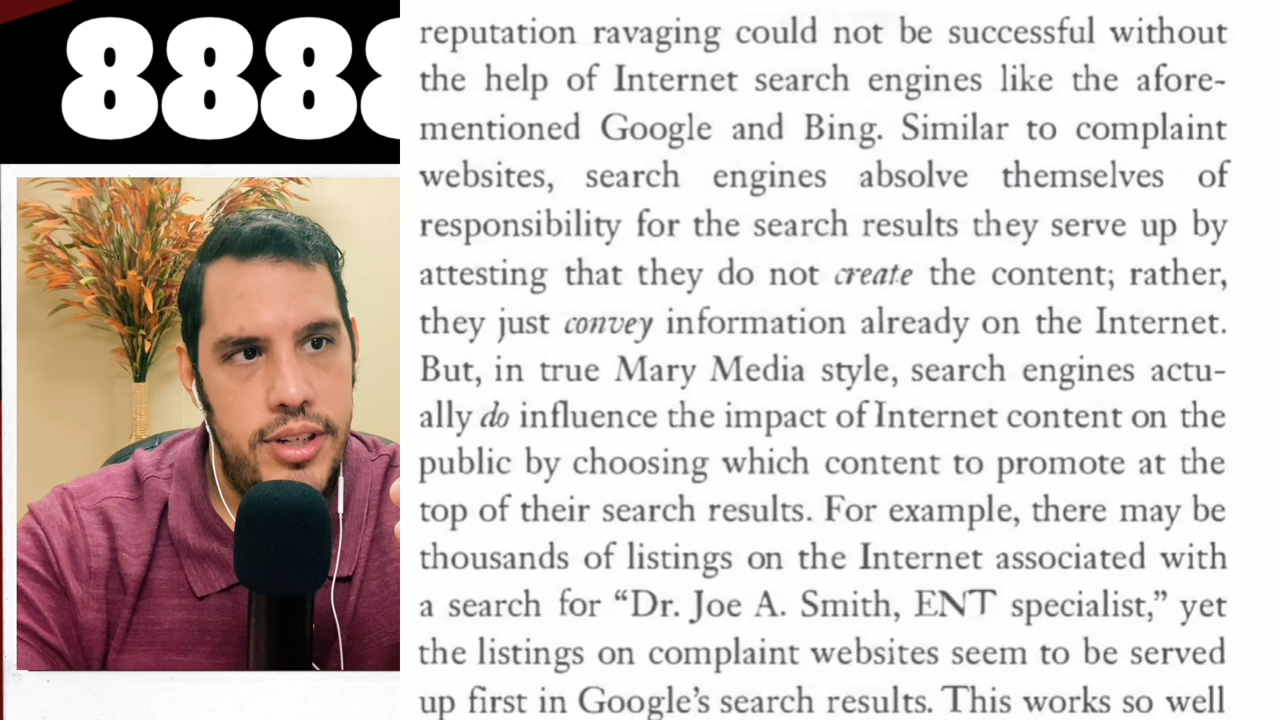 8888
reputation ravaging could not be successful without
the help of Internet search engines like the afore-
mentioned Google and Bing. Similar to complaint
websites, search engines absolve themselves of
responsibility for the search results they serve up by
attesting that they do not create the content; rather,
they just convey information already on the Internet.
But, in true Mary Media style, search engines actu-
ally do influence the impact of Internet content on the
public by choosing which content to promote at the
top of their search results. For example, there may be
thousands of listings on the Internet associated with
a search for “Dr. Joe A. Smith, ENT specialist,” yet
the listings on complaint websites seem to be served
up first in Google’s search results. This works so well